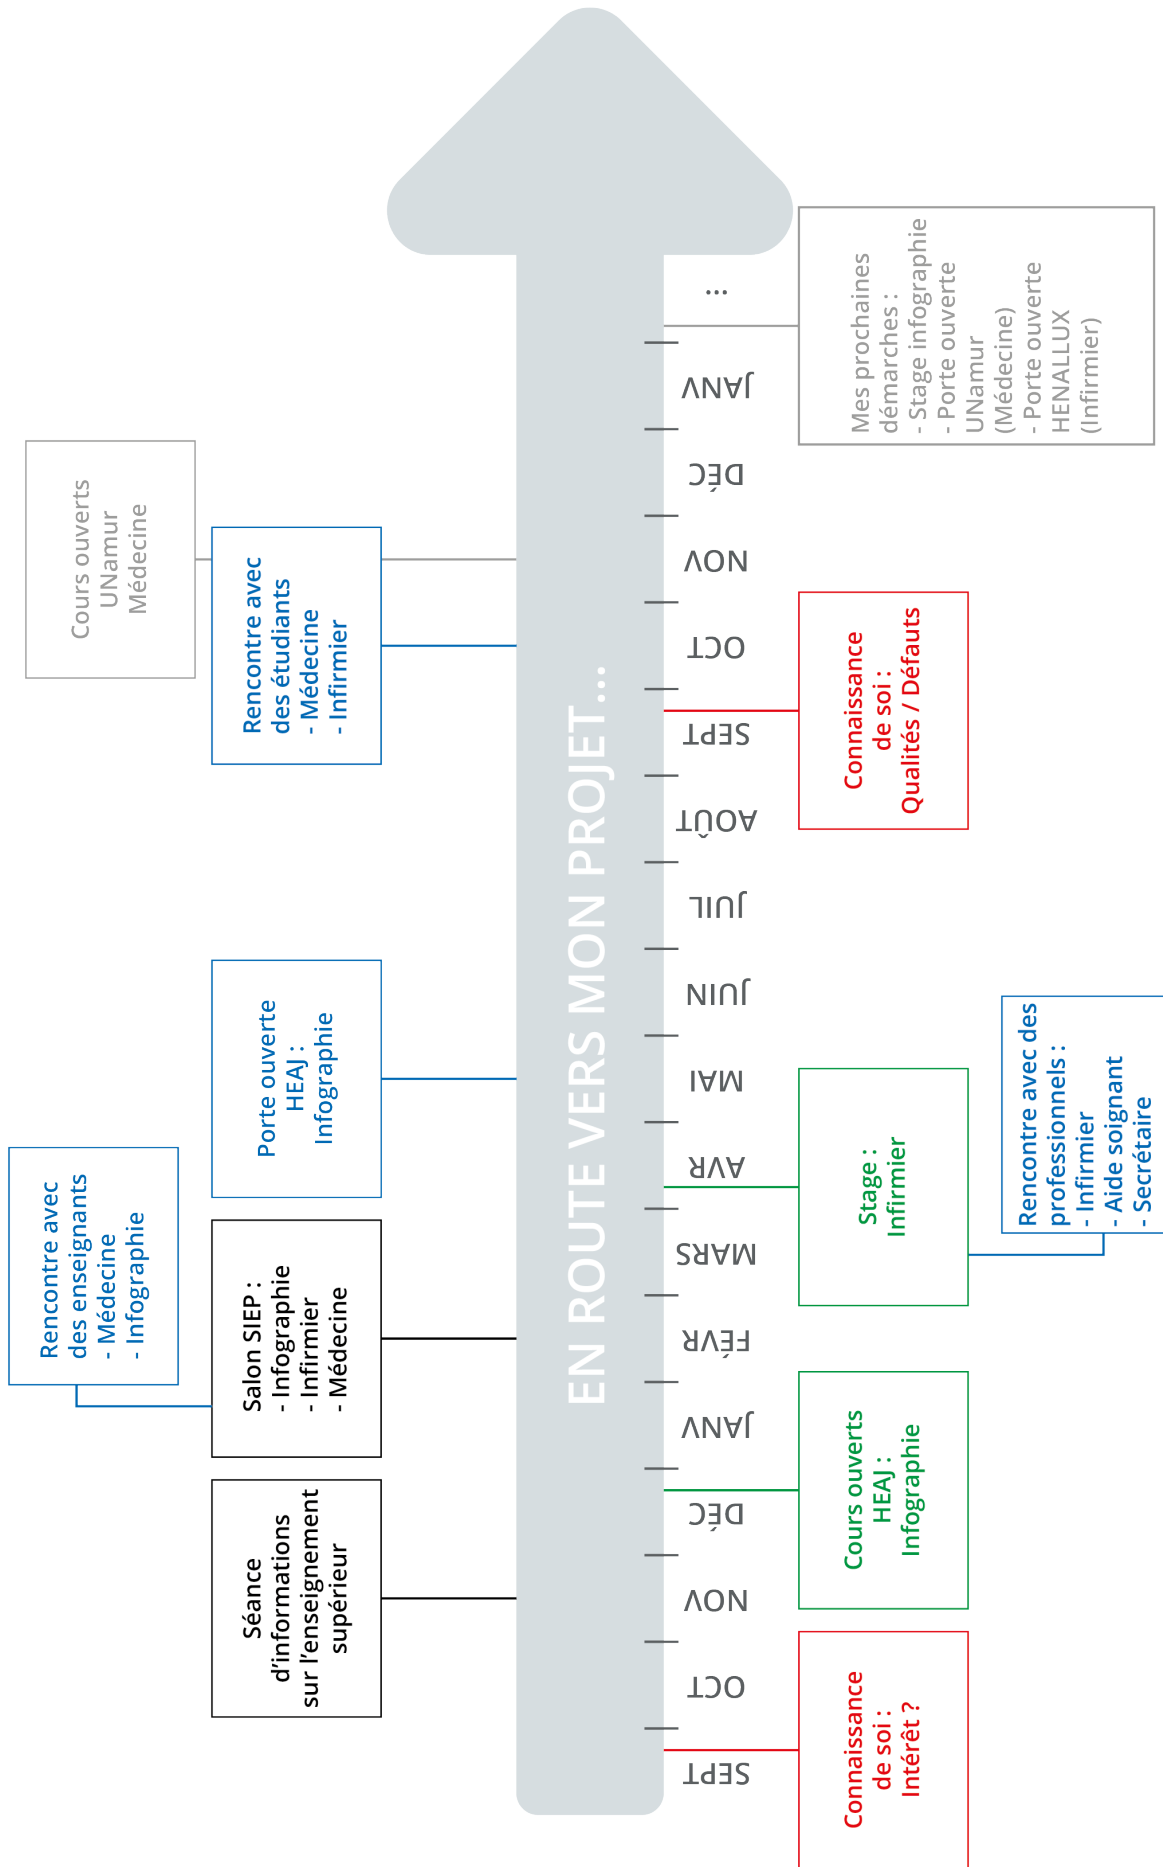 Cours ouverts
UNamur
Médecine
Rencontre avec
des enseignants
- Médecine
- Infographie
Séance
d’informations
sur l’enseignement
supérieur
Salon SIEP :
- Infographie
- Infirmier
- Médecine
Porte ouverte
HEAJ :
Infographie
Rencontre avec
des étudiants
- Médecine
- Infirmier
EN ROUTE VERS MON PROJET...
SEPT
OCT
NOV
DÉC
JANV
FÉVR
MARS
AVR
MAI
JUIN
JUIL
AOÛT
SEPT
OCT
NOV
DÉC
JANV
...
Connaissance
de soi :
Intérêt ?
Cours ouverts
HEAJ :
Infographie
Stage :
Infirmier
Connaissance
de soi :
Qualités / Défauts
Mes prochaines
démarches :
- Stage infographie
- Porte ouverte
UNamur
(Médecine)
- Porte ouverte
HENALLUX
(Infirmier)
Rencontre avec des
professionnels :
- Infirmier
- Aide soignant
- Secrétaire